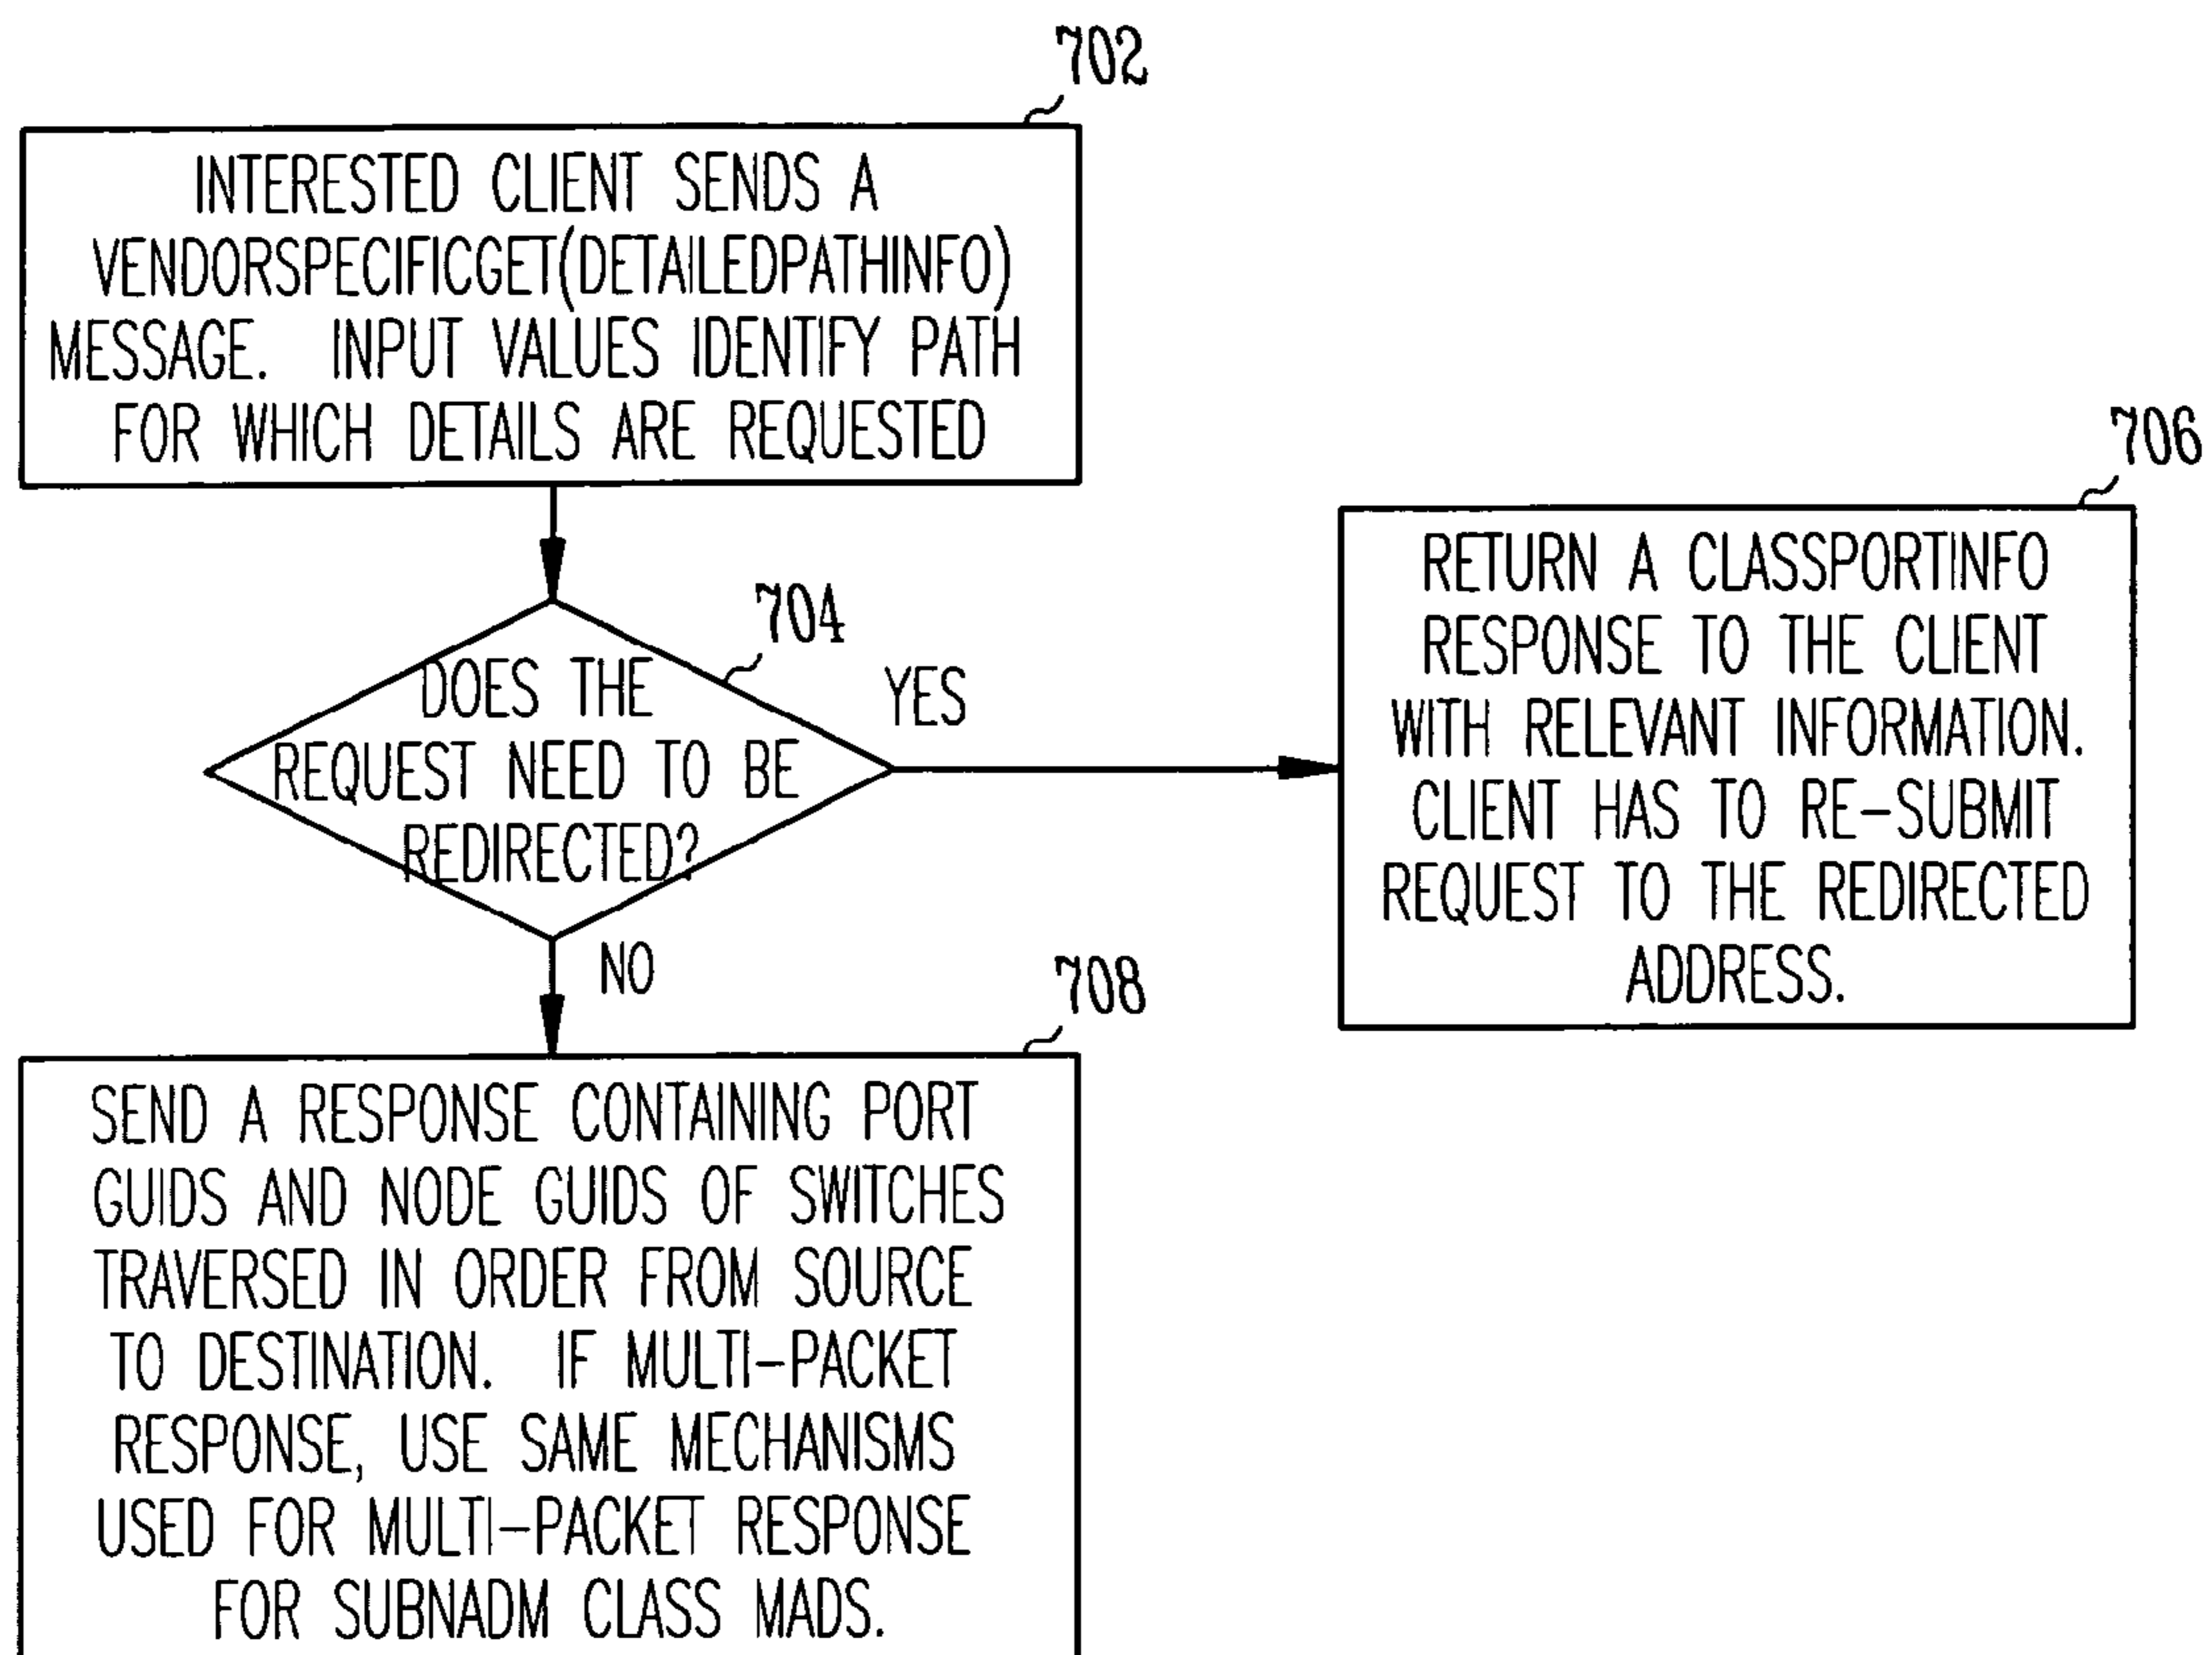 702
INTERESTED CLIENT SENDS A
VENDORSPECIFICGET(DETAILEDPATHINFO)
MESSAGE. INPUT VALUES IDENTIFY PATH
FOR WHICH DETAILS ARE REQUESTED
704
DOES THE
REQUEST NEED TO BE
REDIRECTED?
YES
706
RETURN A CLASSPORTINFO
RESPONSE TO THE CLIENT
WITH RELEVANT INFORMATION.
CLIENT HAS TO RE-SUBMIT
REQUEST TO THE REDIRECTED
ADDRESS.
NO
708
SEND A RESPONSE CONTAINING PORT
GUIDS AND NODE GUIDS OF SWITCHES
TRAVERSED IN ORDER FROM SOURCE
TO DESTINATION. IF MULTI-PACKET
RESPONSE, USE SAME MECHANISMS
USED FOR MULTI-PACKET RESPONSE
FOR SUBNADM CLASS MADS.